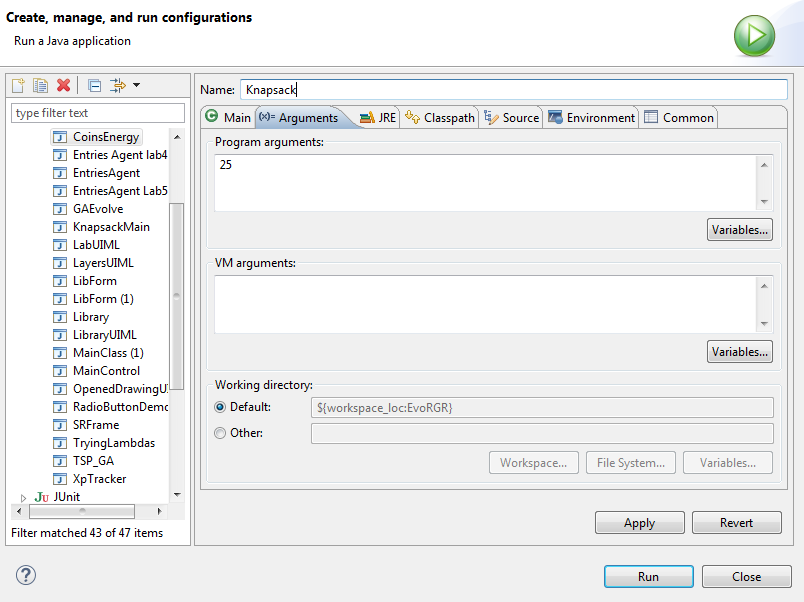 Create, manage, and run configurations
Run a Java application
type filter text
CoinsEnergy
Entries Agent lab4
EntriesAgent
EntriesAgent Lab5
GAEvolve
KnapsackMain
LabUIML
LayersUIML
LibForm
LibForm (1)
Library
LibraryUIML
MainClass (1)
MainControl
OpenedDrawingU
RadioButtonDemo
SRFrame
TryingLambdas
TSP_GA
XpTracker
JU JUnit
Filter matched 43 of 47 items
Name: Knapsack
Main (x)= Arguments JRE Classpath Source Environment Common
Program arguments:
25
Variables...
VM arguments:
Variables...
Working directory:
Default: ${workspace_loc:EvoRGR}
Other:
Workspace... File System... Variables...
Apply Revert
Run Close